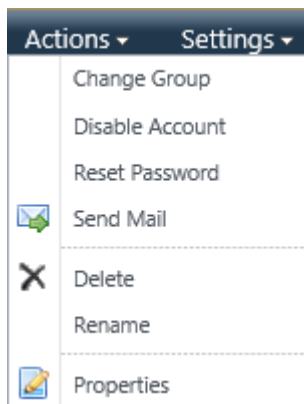 Actions Settings
Change Group
Disable Account
Reset Password
Send Mail
Delete
Rename
Properties